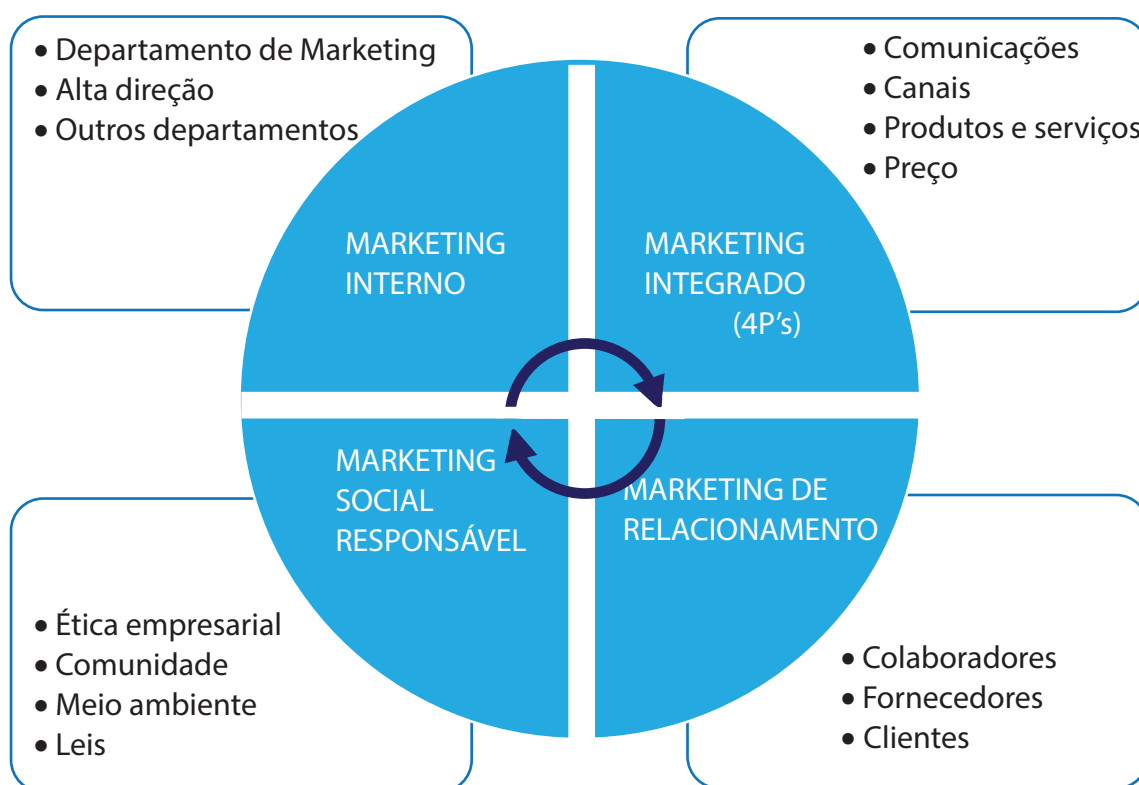 • Departamento de Marketing
• Alta direção
• Outros departamentos
• Comunicações
• Canais
• Produtos e serviços
• Preço
MARKETING
INTERNO
MARKETING
INTEGRADO
(4P's)
MARKETING
SOCIAL
RESPONSÁVEL
MARKETING DE
RELACIONAMENTO
• Ética empresarial
• Comunidade
• Meio ambiente
• Leis
• Colaboradores
• Fornecedores
• Clientes